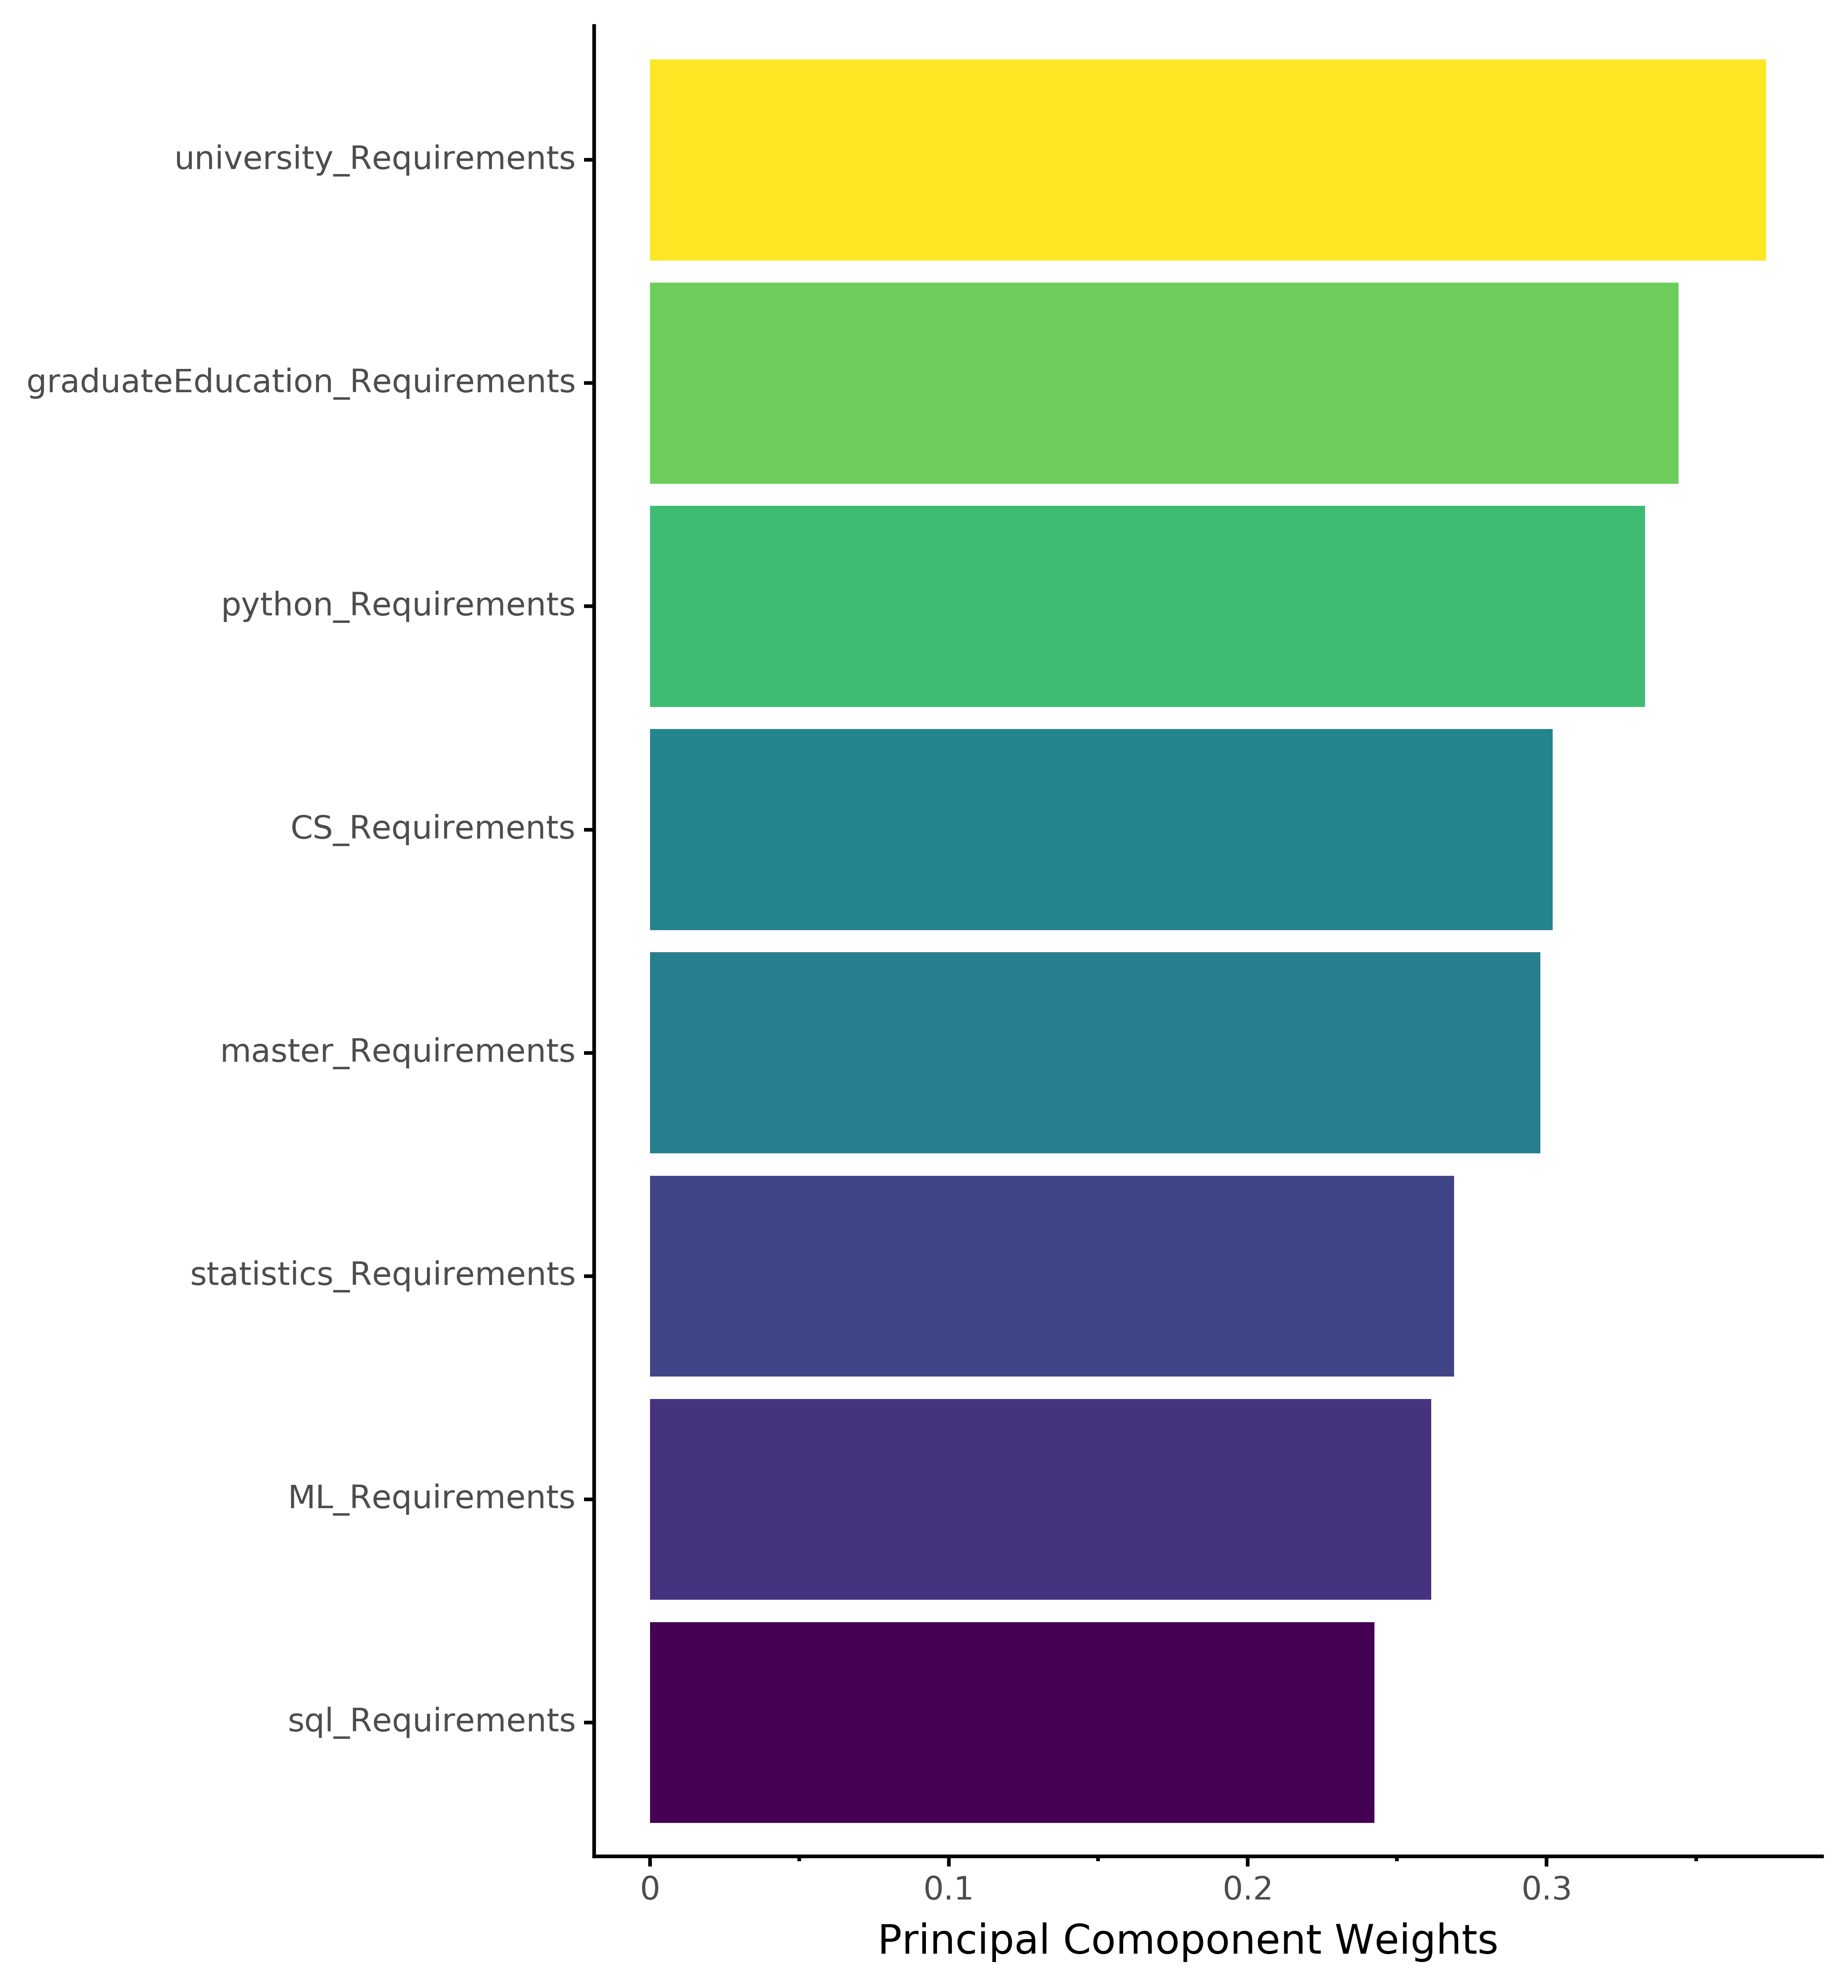 university_Requirements
graduateEducation_Requirements
python_Requirements
CS_Requirements
master_Requirements
statistics_Requirements
ML_Requirements
sql_Requirements
0 0.1 0.2 0.3
Principal Comoponent Weights